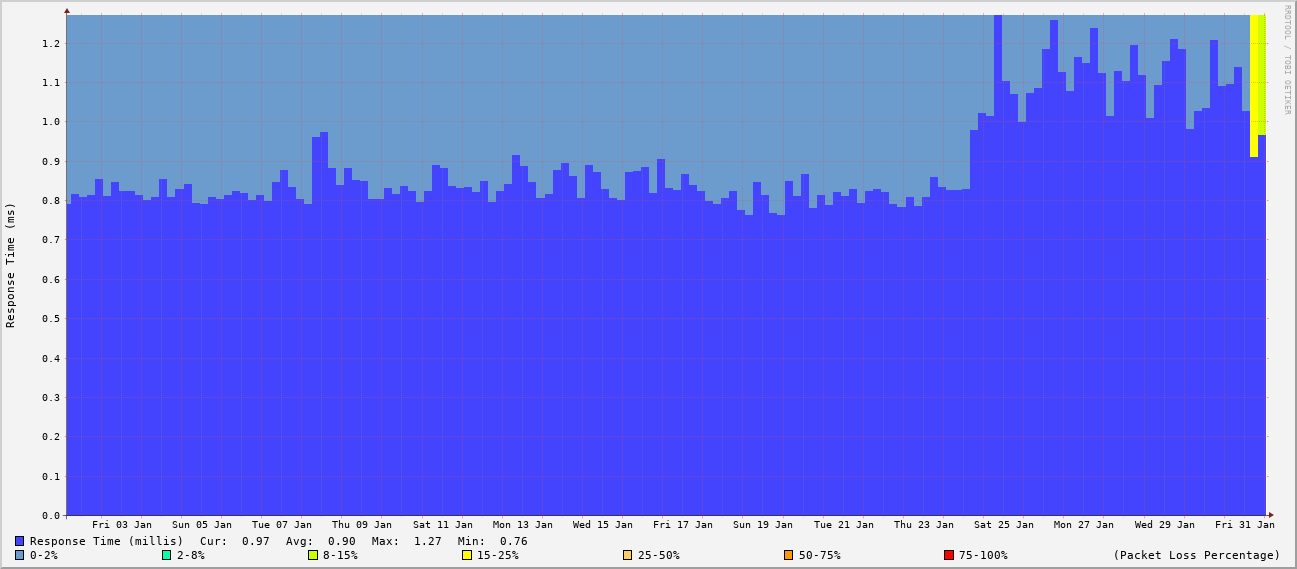 RRDTOOL / TOBI OETIKER
Response Time (ms)
1.2
1.1
1.0
0.9
0.8
0.7
0.6
0.5
0.4
0.3
0.2
0.1
0.0
Fri 03 Jan Sun 05 Jan Tue 07 Jan Thu 09 Jan Sat 11 Jan Mon 13 Jan Wed 15 Jan Fri 17 Jan Sun 19 Jan Tue 21 Jan Thu 23 Jan Sat 25 Jan Mon 27 Jan Wed 29 Jan Fri 31 Jan
Response Time (millis) Cur: 0.97 Avg: 0.90 Max: 1.27 Min: 0.76
0-2% 2-8% 8-15% 15-25% 25-50% 50-75% 75-100% (Packet Loss Percentage)